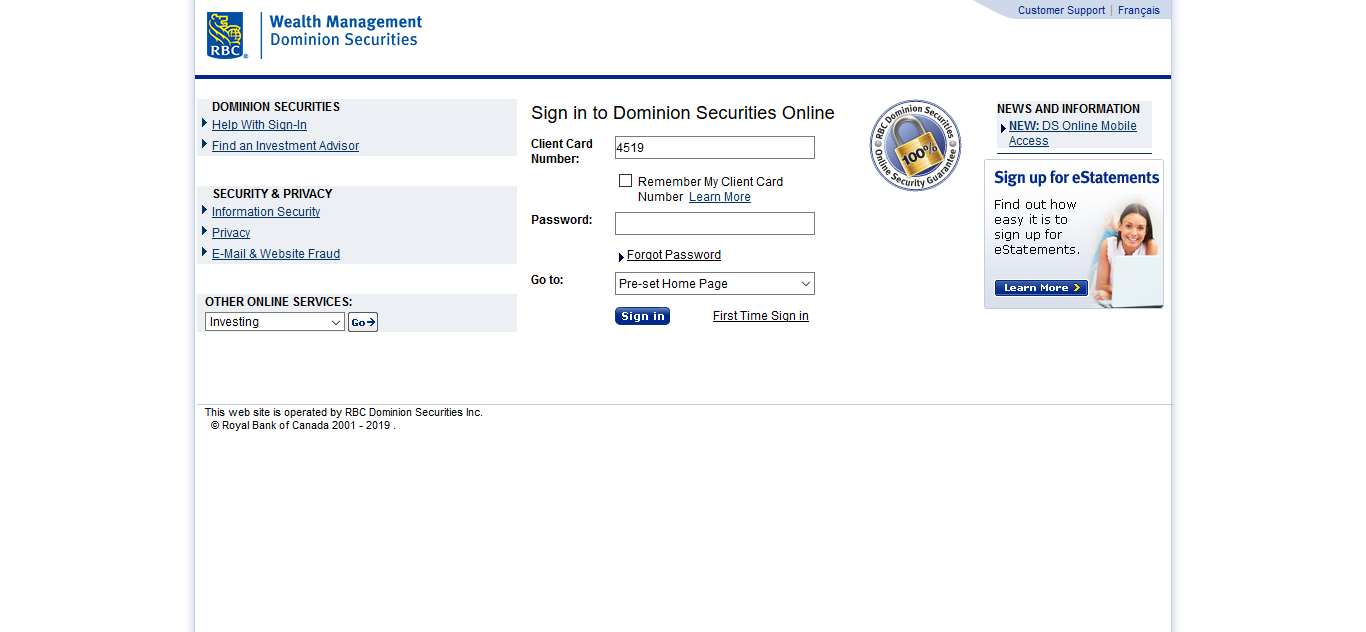 Customer Support | Français
RBC®
Wealth Management
Dominion Securities
DOMINION SECURITIES
Help With Sign-In
Find an Investment Advisor
SECURITY & PRIVACY
Information Security
Privacy
E-Mail & Website Fraud
OTHER ONLINE SERVICES:
Investing
Go
Sign in to Dominion Securities Online
Client Card
Number:
4519
Remember My Client Card
Number Learn More
Password:
Forgot Password
Go to:
Pre-set Home Page
Sign in
First Time Sign in
RBC Dominion Securities
100%
Online Security Guarantee
NEWS AND INFORMATION
NEW: DS Online Mobile
Access
Sign up for eStatements
Find out how
easy it is to
sign up for
eStatements.
Learn More
This web site is operated by RBC Dominion Securities Inc.
© Royal Bank of Canada 2001 - 2019 .